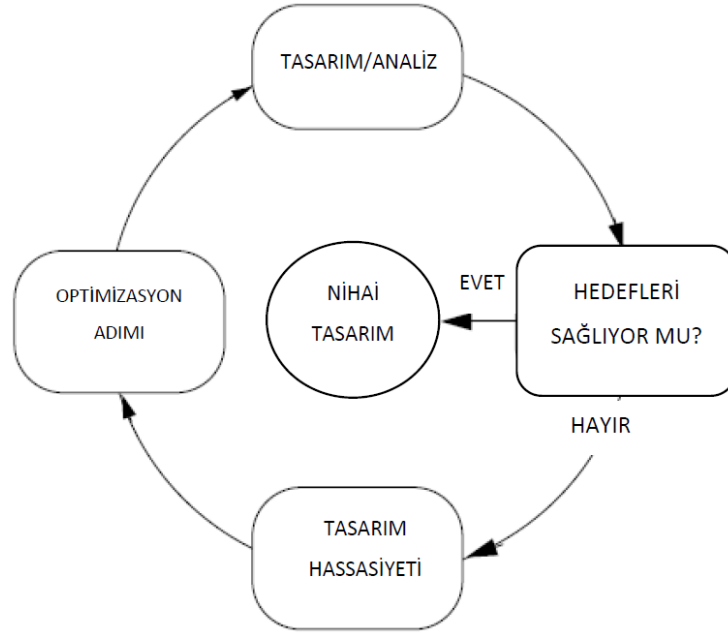 TASARIM/ANALİZ
OPTİMİZASYON
ADIMI
NİHAİ
TASARIM
EVET
HEDEFLERİ
SAĞLIYOR MU?
HAYIR
TASARIM
HASSASİYETİ